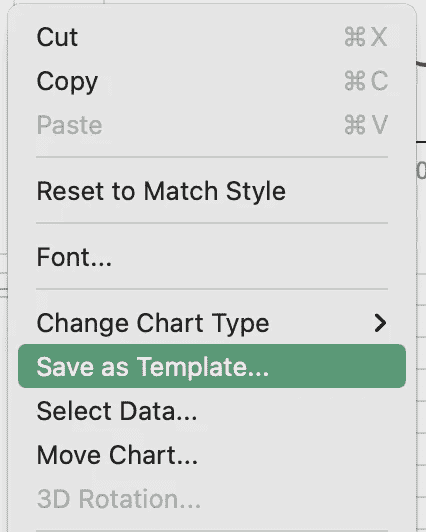 Cut ⌘X
Copy ⌘C
Paste ⌘V
Reset to Match Style
Font...
Change Chart Type
Save as Template...
Select Data...
Move Chart...
3D Rotation...